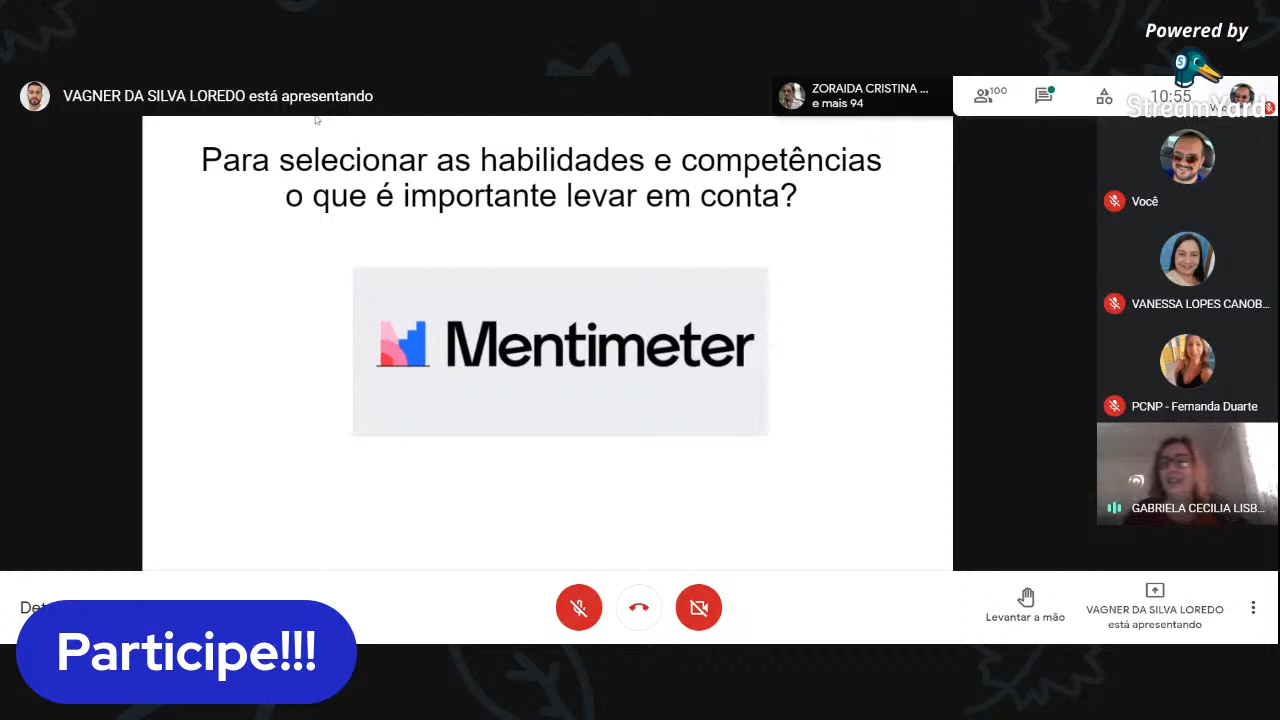 Powered by
StreamYard
VAGNER DA SILVA LOREDO está apresentando
ZORAIDA CRISTINA ...
e mais 94
100
10:55
Para selecionar as habilidades e competências
o que é importante levar em conta?
Mentimeter
Você
VANESSA LOPES CANOB...
PCNP - Fernanda Duarte
GABRIELA CECILIA LISB...
Levantar a mão
VAGNER DA SILVA LOREDO
está apresentando
Participe!!!